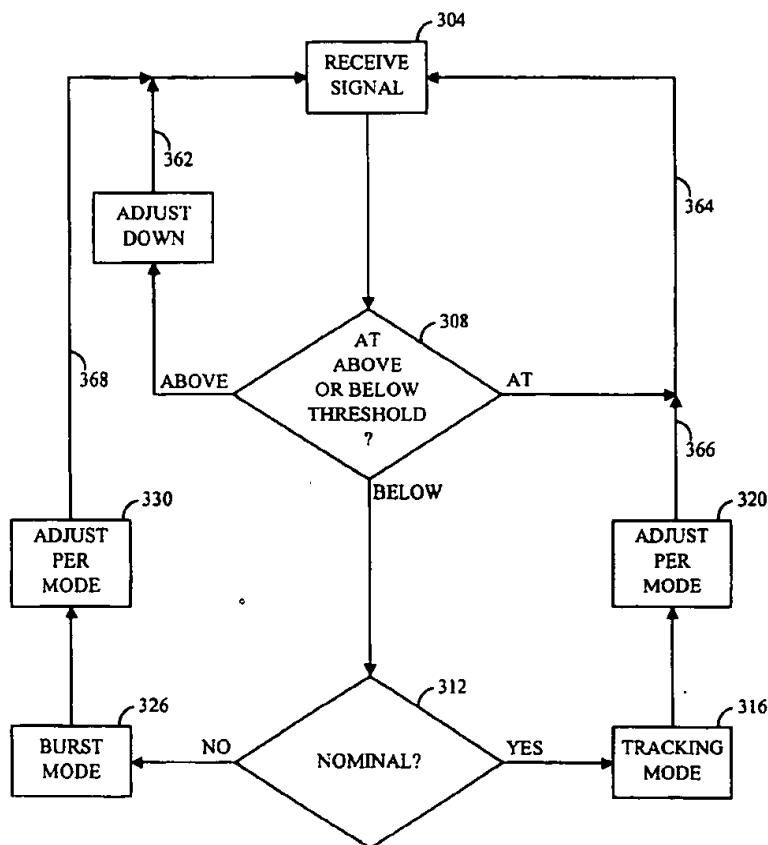 304
RECEIVE
SIGNAL
362
364
ADJUST
DOWN
308
AT
ABOVE
OR BELOW
THRESHOLD
?
ABOVE
AT
368
366
BELOW
330
ADJUST
PER
MODE
320
ADJUST
PER
MODE
312
326
BURST
MODE
NO
NOMINAL?
YES
316
TRACKING
MODE